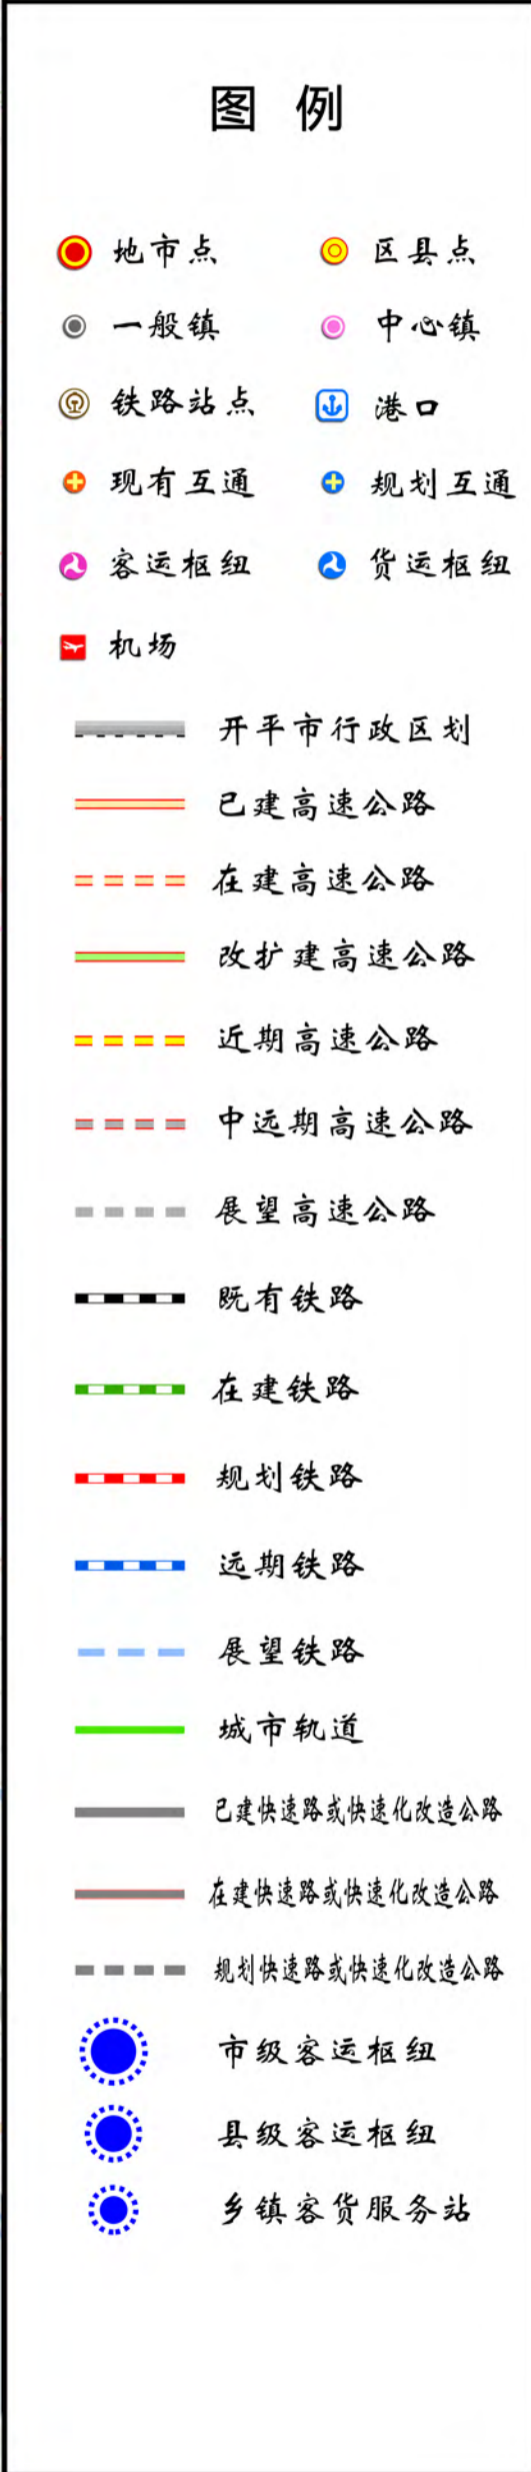 图 例
地市点 区县点
一般镇 中心镇
铁路站点 港口
现有互通 规划互通
客运枢纽 货运枢纽
机场
开平市行政区划
已建高速公路
在建高速公路
改扩建高速公路
近期高速公路
中远期高速公路
展望高速公路
既有铁路
在建铁路
规划铁路
远期铁路
展望铁路
城市轨道
已建快速路或快速化改造公路
在建快速路或快速化改造公路
规划快速路或快速化改造公路
市级客运枢纽
县级客运枢纽
乡镇客货服务站